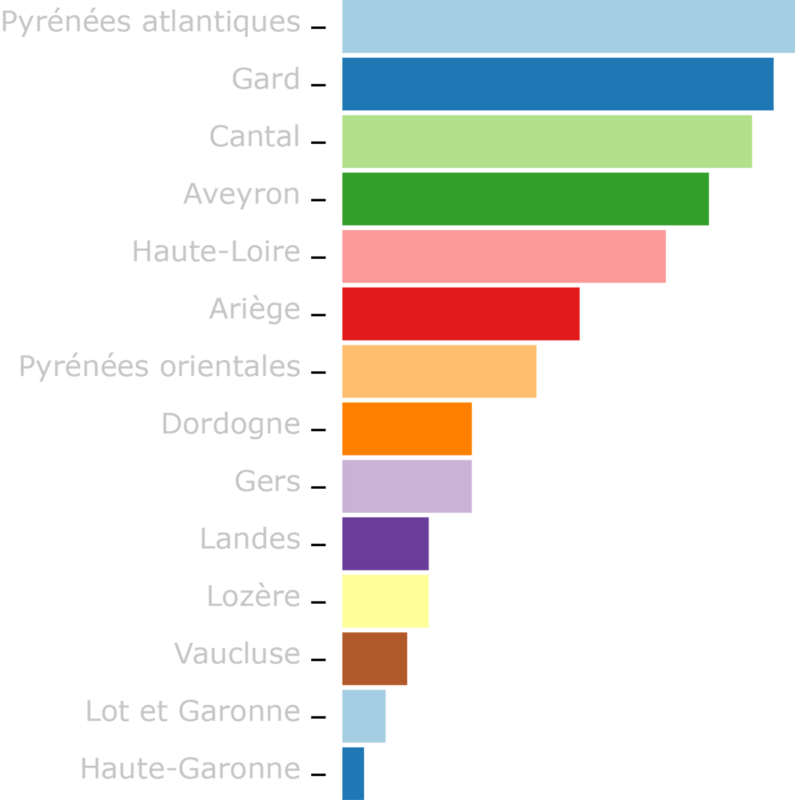 Pyrénées atlantiques
Gard
Cantal
Aveyron
Haute-Loire
Ariège
Pyrénées orientales
Dordogne
Gers
Landes
Lozère
Vaucluse
Lot et Garonne
Haute-Garonne